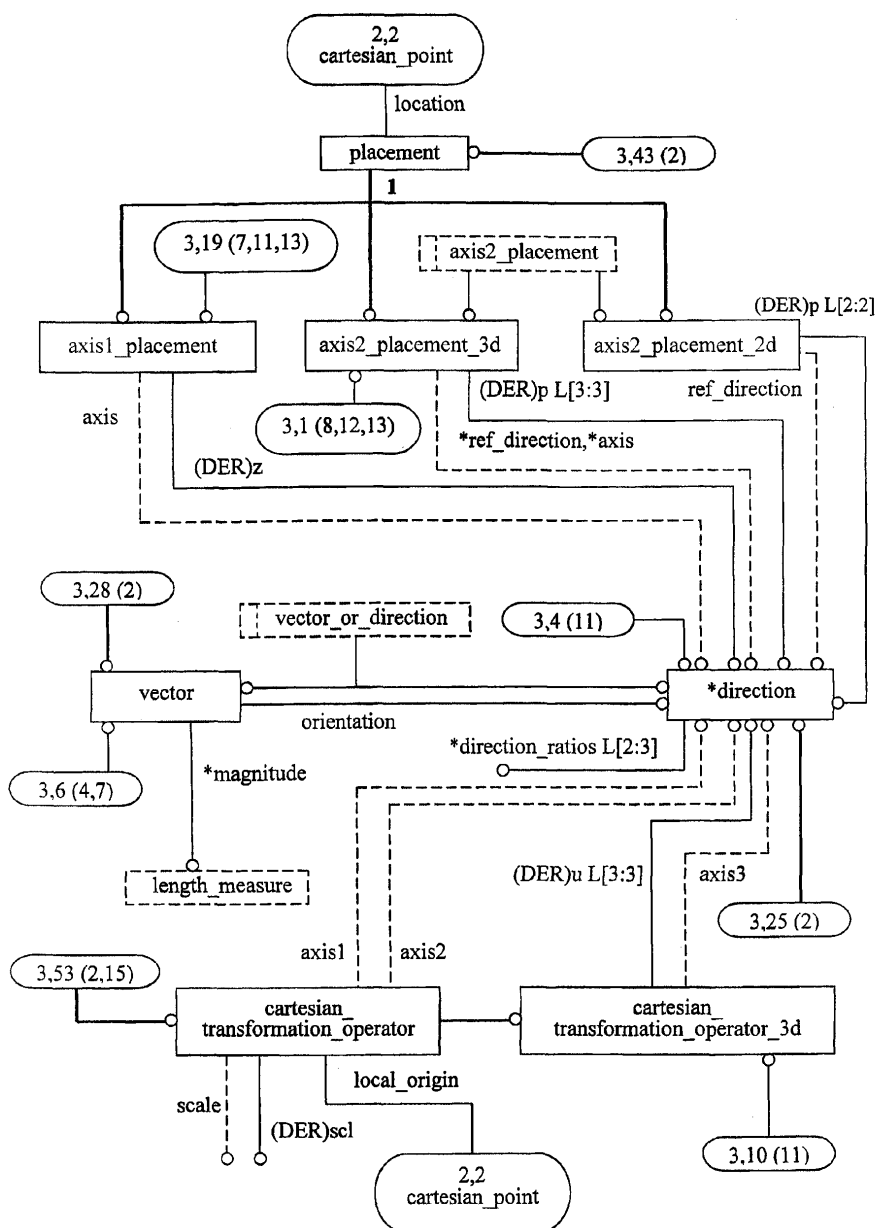 2,2
cartesian_point
location
placement
3,43 (2)
1
3,19 (7,11,13)
axis2_placement
(DER)p L[2:2]
axis1_placement
axis2_placement_3d
axis2_placement_2d
axis
(DER)p L[3:3]
ref_direction
3,1 (8,12,13)
*ref_direction,*axis
(DER)z
3,28 (2)
vector_or_direction
3,4 (11)
vector
*direction
orientation
*direction_ratios L[2:3]
3,6 (4,7)
*magnitude
length_measure
(DER)u L[3:3]
axis3
3,25 (2)
axis1
axis2
3,53 (2,15)
cartesian_
transformation_operator
cartesian_
transformation_operator_3d
local_origin
scale
(DER)scl
3,10 (11)
2,2
cartesian_point